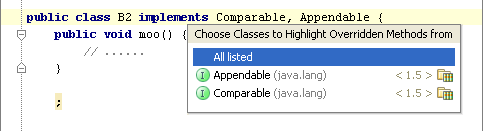 public class B2 implements Comparable, Appendable {
public void moo() {
Choose Classes to Highlight Overridden Methods from
// ......
All listed
}
Appendable (java.lang) < 1.5 >
Comparable (java.lang) < 1.5 >
;